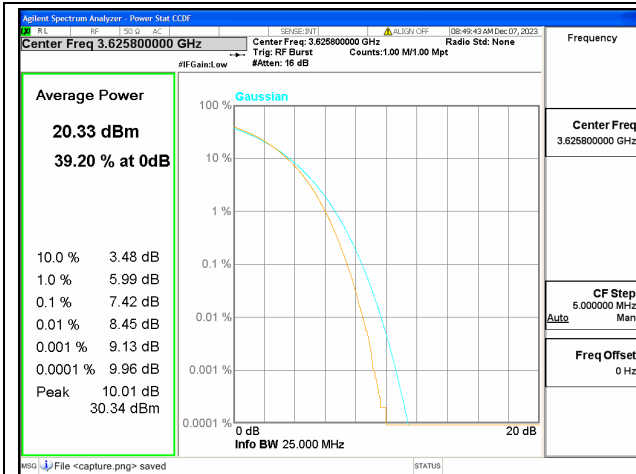 Agilent Spectrum Analyzer - Power Stat CCDF
RL RF 50 Ω AC SENSE:INT ALIGN OFF 08:49:43 AM Dec 07, 2023
Center Freq 3.625800000 GHz
Center Freq: 3.625800000 GHz Radio Std: None
Trig: RF Burst Counts:1.00 M/1.00 Mpt
#IFGain:Low #Atten: 16 dB
Frequency
Average Power
20.33 dBm
39.20 % at 0dB
10.0 % 3.48 dB
1.0 % 5.99 dB
0.1 % 7.42 dB
0.01 % 8.45 dB
0.001 % 9.13 dB
0.0001 % 9.96 dB
Peak 10.01 dB
30.34 dBm
Gaussian
100 %
10 %
1 %
0.1 %
0.01 %
0.001 %
0.0001 %
0 dB 20 dB
Info BW 25.000 MHz
Center Freq
3.625800000 GHz
CF Step
5.000000 MHz
Auto Man
Freq Offset
0 Hz
MSG File <capture.png> saved STATUS